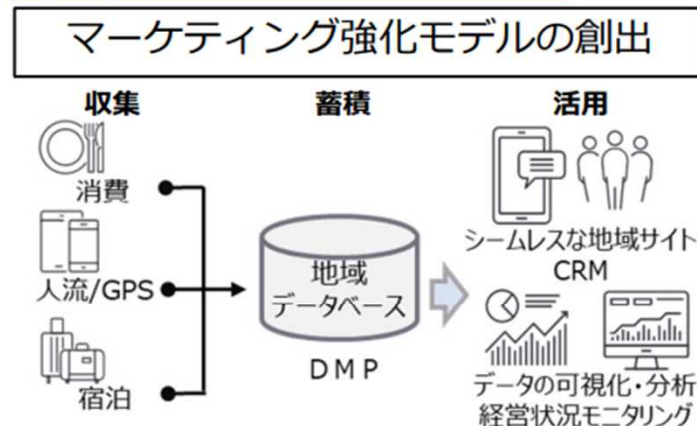 マーケティング強化モデルの創出
収集
蓄積
活用
消費
人流/GPS
宿泊
地域
データベース
DMP
シームレスな地域サイト
CRM
データの可視化・分析
経営状況モニタリング